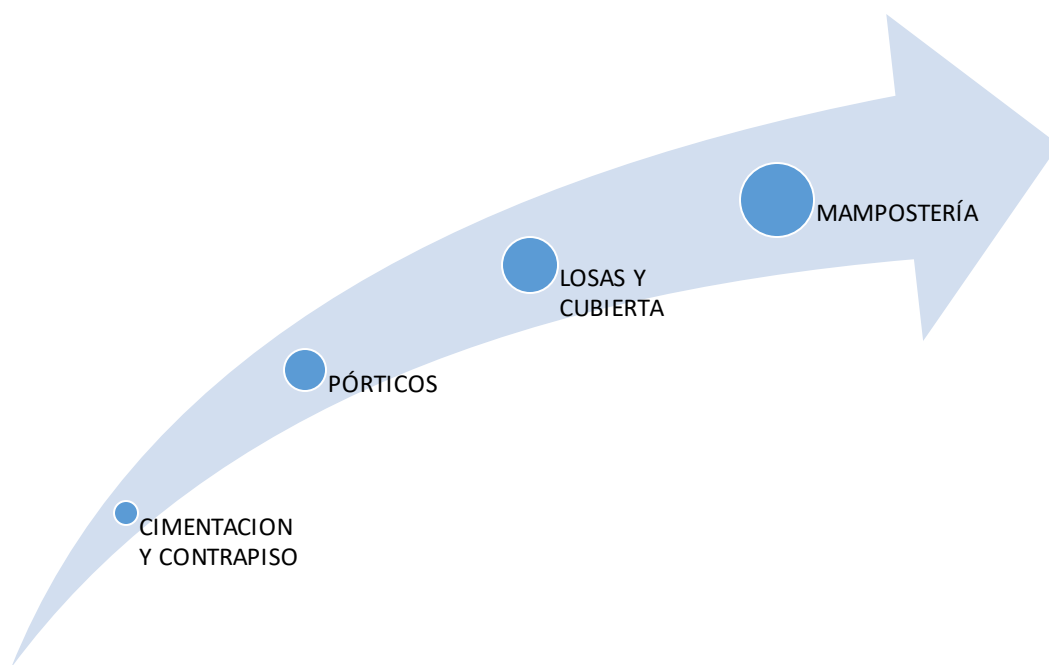 MAMPOSTERÍA
LOSAS Y
CUBIERTA
PÓRTICOS
CIMENTACION
Y CONTRAPISO